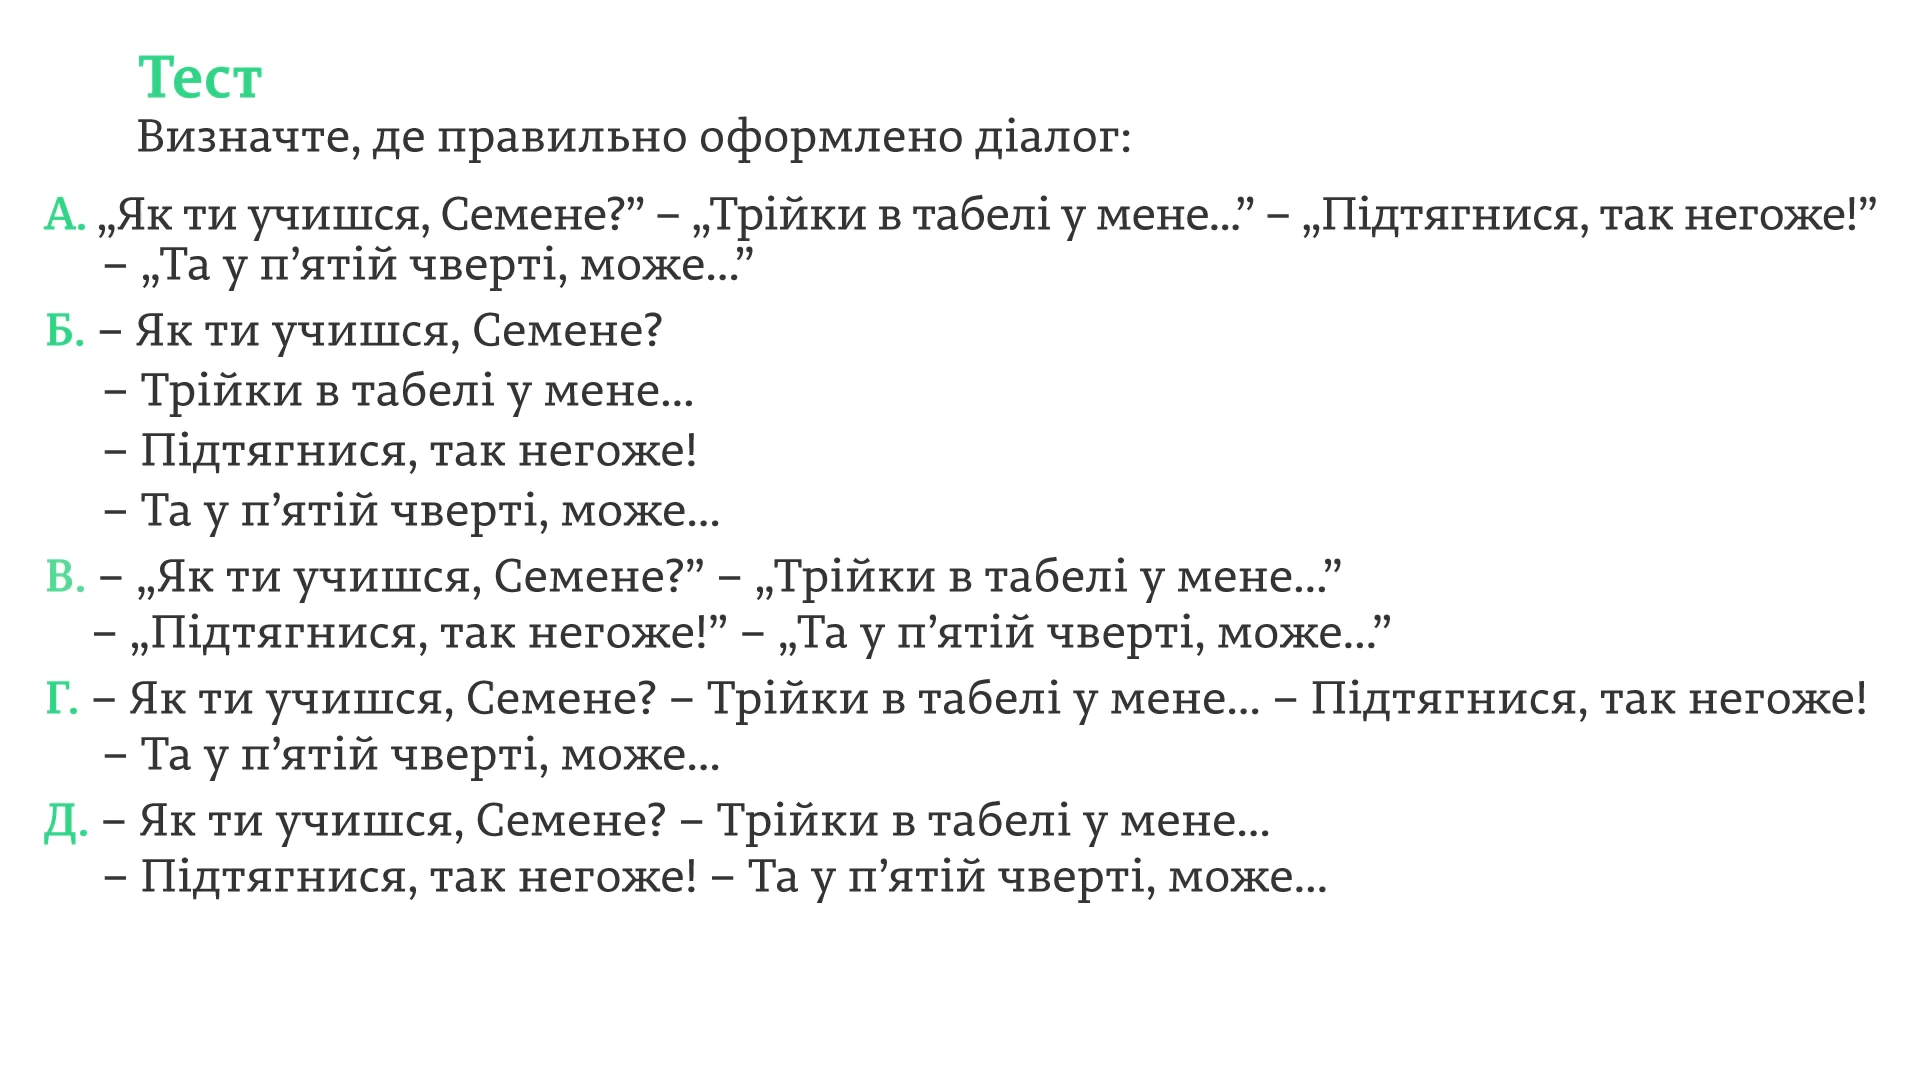 Тест
Визначте, де правильно оформлено діалог:
А. „Як ти учишся, Семене?” – „Трійки в табелі у мене...” – „Підтягнися, так негоже!”
– „Та у п’ятій чверті, може...”
Б. – Як ти учишся, Семене?
– Трійки в табелі у мене...
– Підтягнися, так негоже!
– Та у п’ятій чверті, може...
В. – „Як ти учишся, Семене?” – „Трійки в табелі у мене...”
– „Підтягнися, так негоже!” – „Та у п’ятій чверті, може...”
Г. – Як ти учишся, Семене? – Трійки в табелі у мене... – Підтягнися, так негоже!
– Та у п’ятій чверті, може...
Д. – Як ти учишся, Семене? – Трійки в табелі у мене...
– Підтягнися, так негоже! – Та у п’ятій чверті, може...